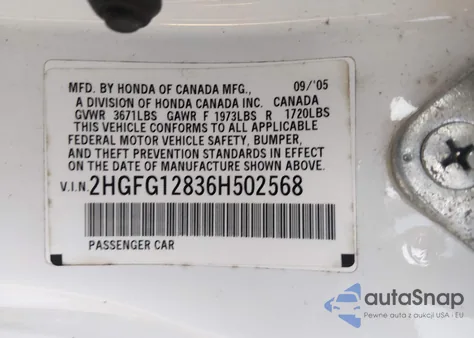 MFD. BY HONDA OF CANADA MFG., 09/'05
A DIVISION OF HONDA CANADA INC. CANADA
GVWR 3671LBS GAWR F 1973LBS R 1720LBS
THIS VEHICLE CONFORMS TO ALL APPLICABLE
FEDERAL MOTOR VEHICLE SAFETY, BUMPER,
AND THEFT PREVENTION STANDARDS IN EFFECT
ON THE DATE OF MANUFACTURE SHOWN ABOVE.
V.I.N. 2HGFG12836H502568
PASSENGER CAR
autoSnap
Pewne auta z aukcji USA - EU